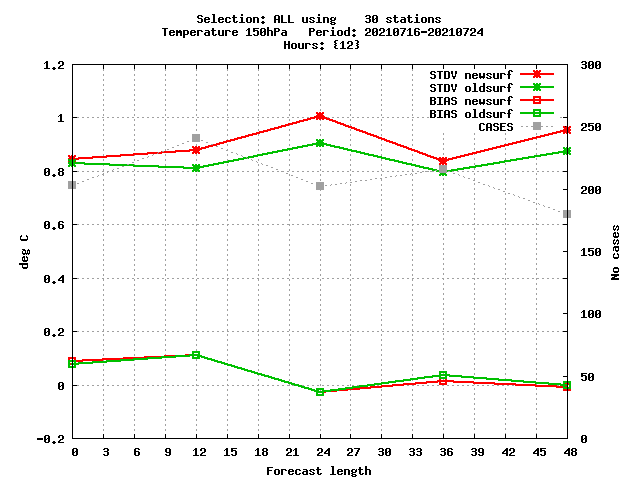 Selection: ALL using 30 stations
Temperature 150hPa Period: 20210716-20210724
Hours: {12}
STDV newsurf
STDV oldsurf
BIAS newsurf
BIAS oldsurf
CASES
1.2
1
0.8
0.6
0.4
0.2
0
-0.2
deg C
300
250
200
150
100
50
0
No cases
0 3 6 9 12 15 18 21 24 27 30 33 36 39 42 45 48
Forecast length